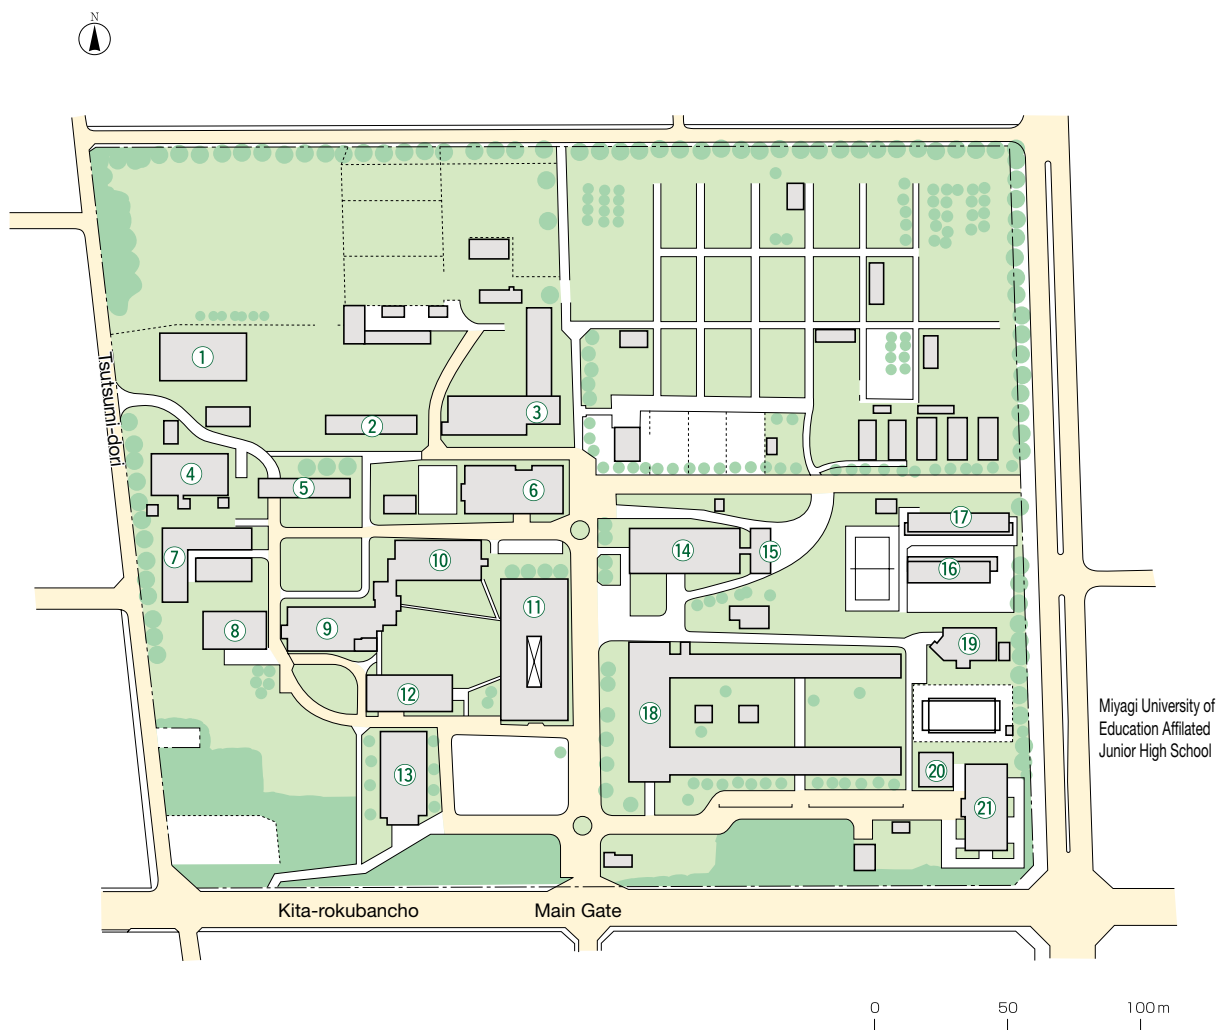 N
1
2
3
4
5
6
7
8
9
10
11
12
13
14
15
16
17
18
19
20
21
Tsutsumi-dori
Miyagi University of
Education Affilated
Junior High School
Kita-rokubancho
Main Gate
0 50 100m